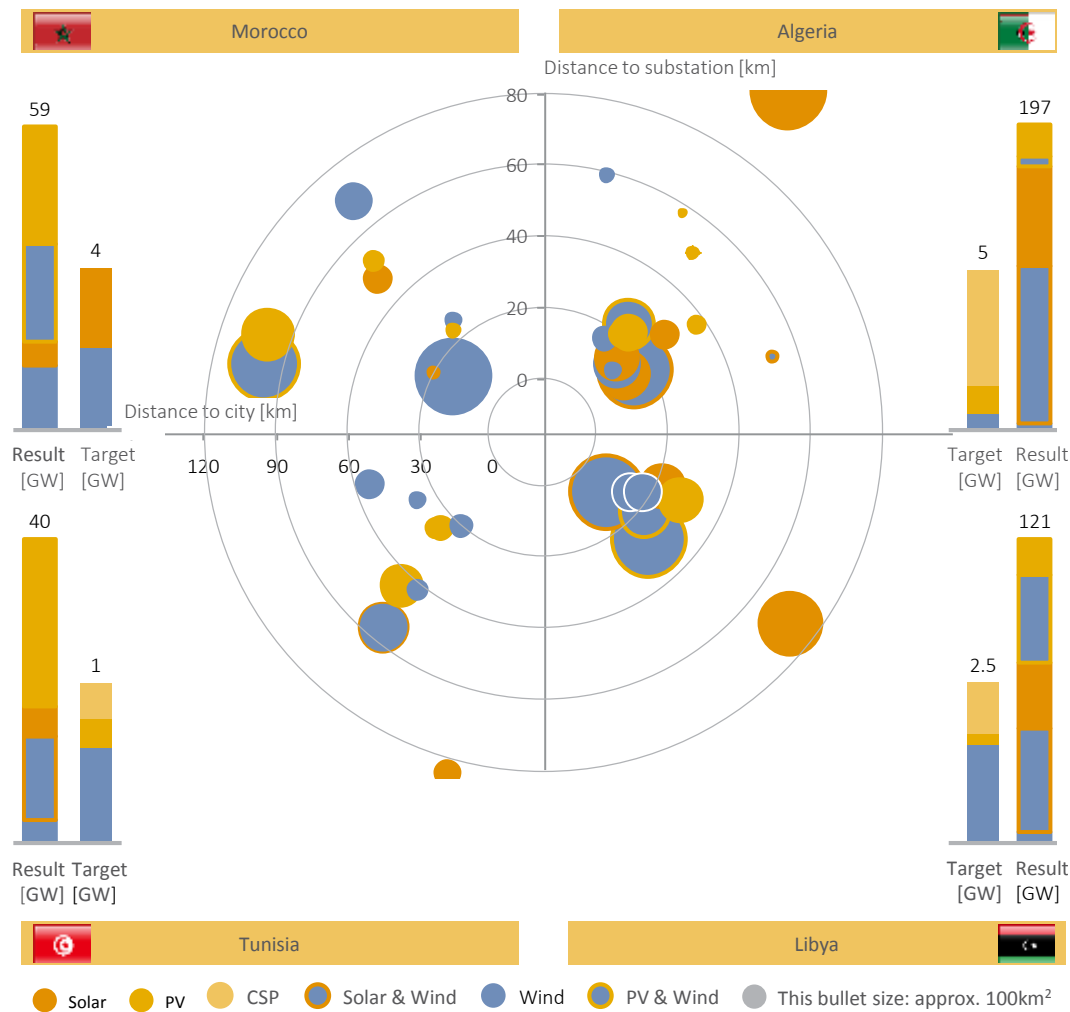 Morocco
Algeria
Distance to substation [km]
59
4
80
60
40
20
0
5
197
Distance to city [km]
120 90 60 30 0
Result Target
[GW] [GW]
Target Result
[GW] [GW]
40
1
2.5
121
Result Target
[GW] [GW]
Target Result
[GW] [GW]
Tunisia
Libya
Solar PV CSP Solar & Wind Wind PV & Wind This bullet size: approx. 100km²